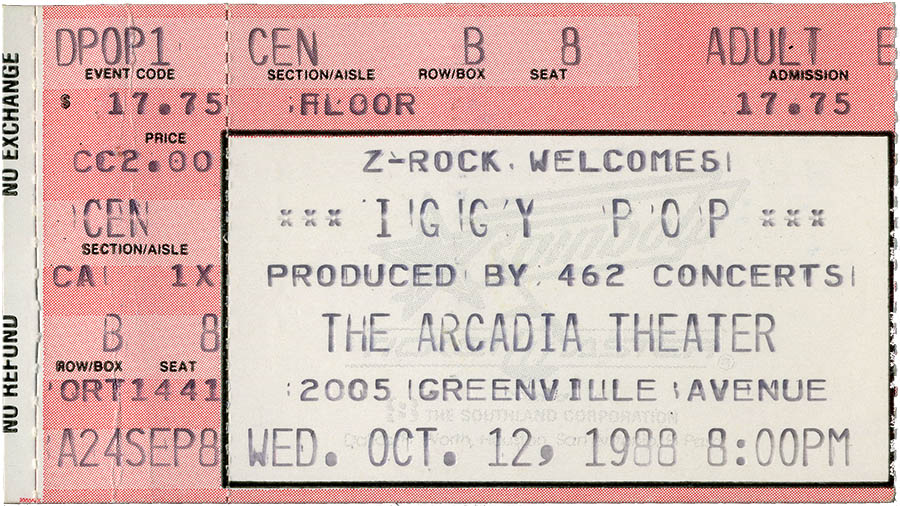 NO REFUND NO EXCHANGE
DPOP1 CEN B 8 ADULT E
EVENT CODE SECTION/AISLE ROW/BOX SEAT ADMISSION
$ 17.75 FLOOR 17.75
PRICE
CC2.00
CEN
SECTION/AISLE
CA 1X
B 8
ROW/BOX SEAT
ORT1441
A24SEP8
Z-ROCK WELCOMES
*** IGGY POP ***
PRODUCED BY 462 CONCERTS
THE ARCADIA THEATER
2005 GREENVILLE AVENUE
THE SOUTHLAND CORPORATION
WED. OCT. 12, 1988 8:00PM